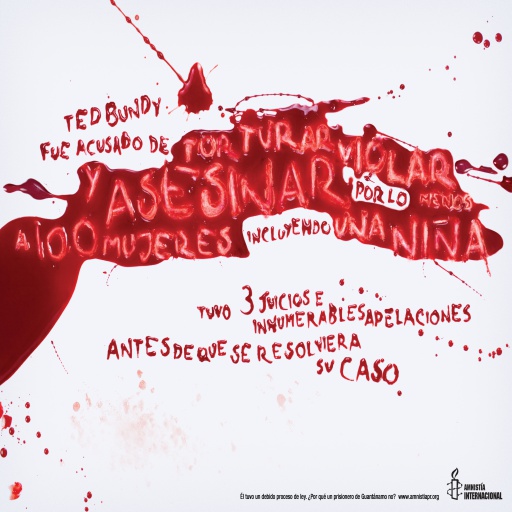 TED BUNDY
FUE ACUSADO DE TORTURAR, VIOLAR
Y ASESINAR POR LO MENOS
A 100 MUJERES INCLUYENDO UNA NIÑA
TUVO 3 JUICIOS E
INNUMERABLES APELACIONES
ANTES DE QUE SE RESOLVIERA
SU CASO
Él tuvo un debido proceso de ley. ¿Por qué un prisionero de Guantánamo no? www.amnistiapr.org
AMNISTÍA
INTERNACIONAL